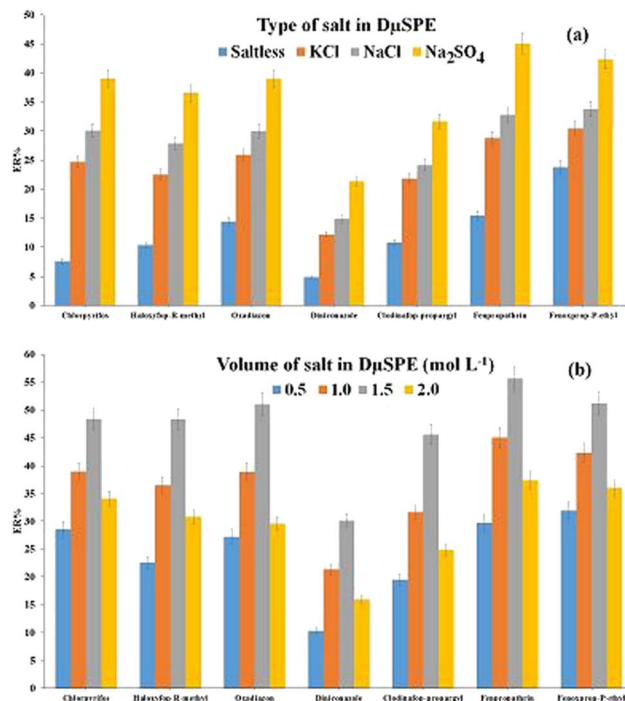 Type of salt in DµSPE
(a)
Saltless KCl NaCl Na₂SO₄
50
45
40
35
30
25
20
15
10
5
0
ER%
Chlorpyrifos Haloxyfop-R-methyl Oxadiazon Diniconazole Clodinafop-propargyl Fenpropathrin Fenoxprop-P-ethyl
Volume of salt in DµSPE (mol L⁻¹)
(b)
0.5 1.0 1.5 2.0
60
55
50
45
40
35
30
25
20
15
10
5
0
ER%
Chlorpyrifos Haloxyfop-R-methyl Oxadiazon Diniconazole Clodinafop-propargyl Fenpropathrin Fenoxprop-P-ethyl